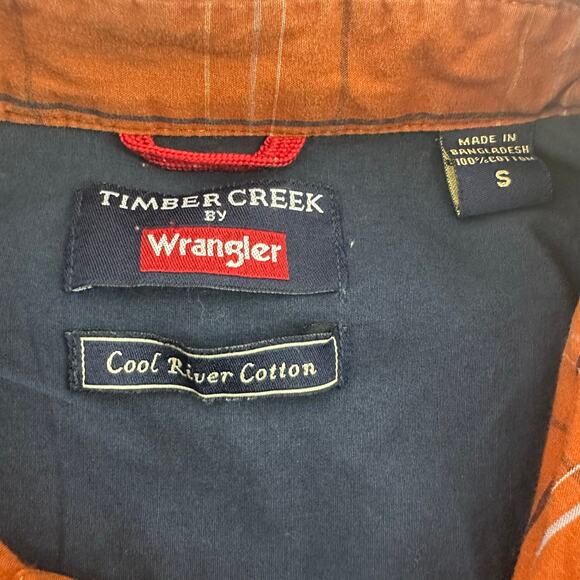 TIMBER CREEK
BY
Wrangler
Cool River Cotton
MADE IN
BANGLADESH
100% COTTON
S